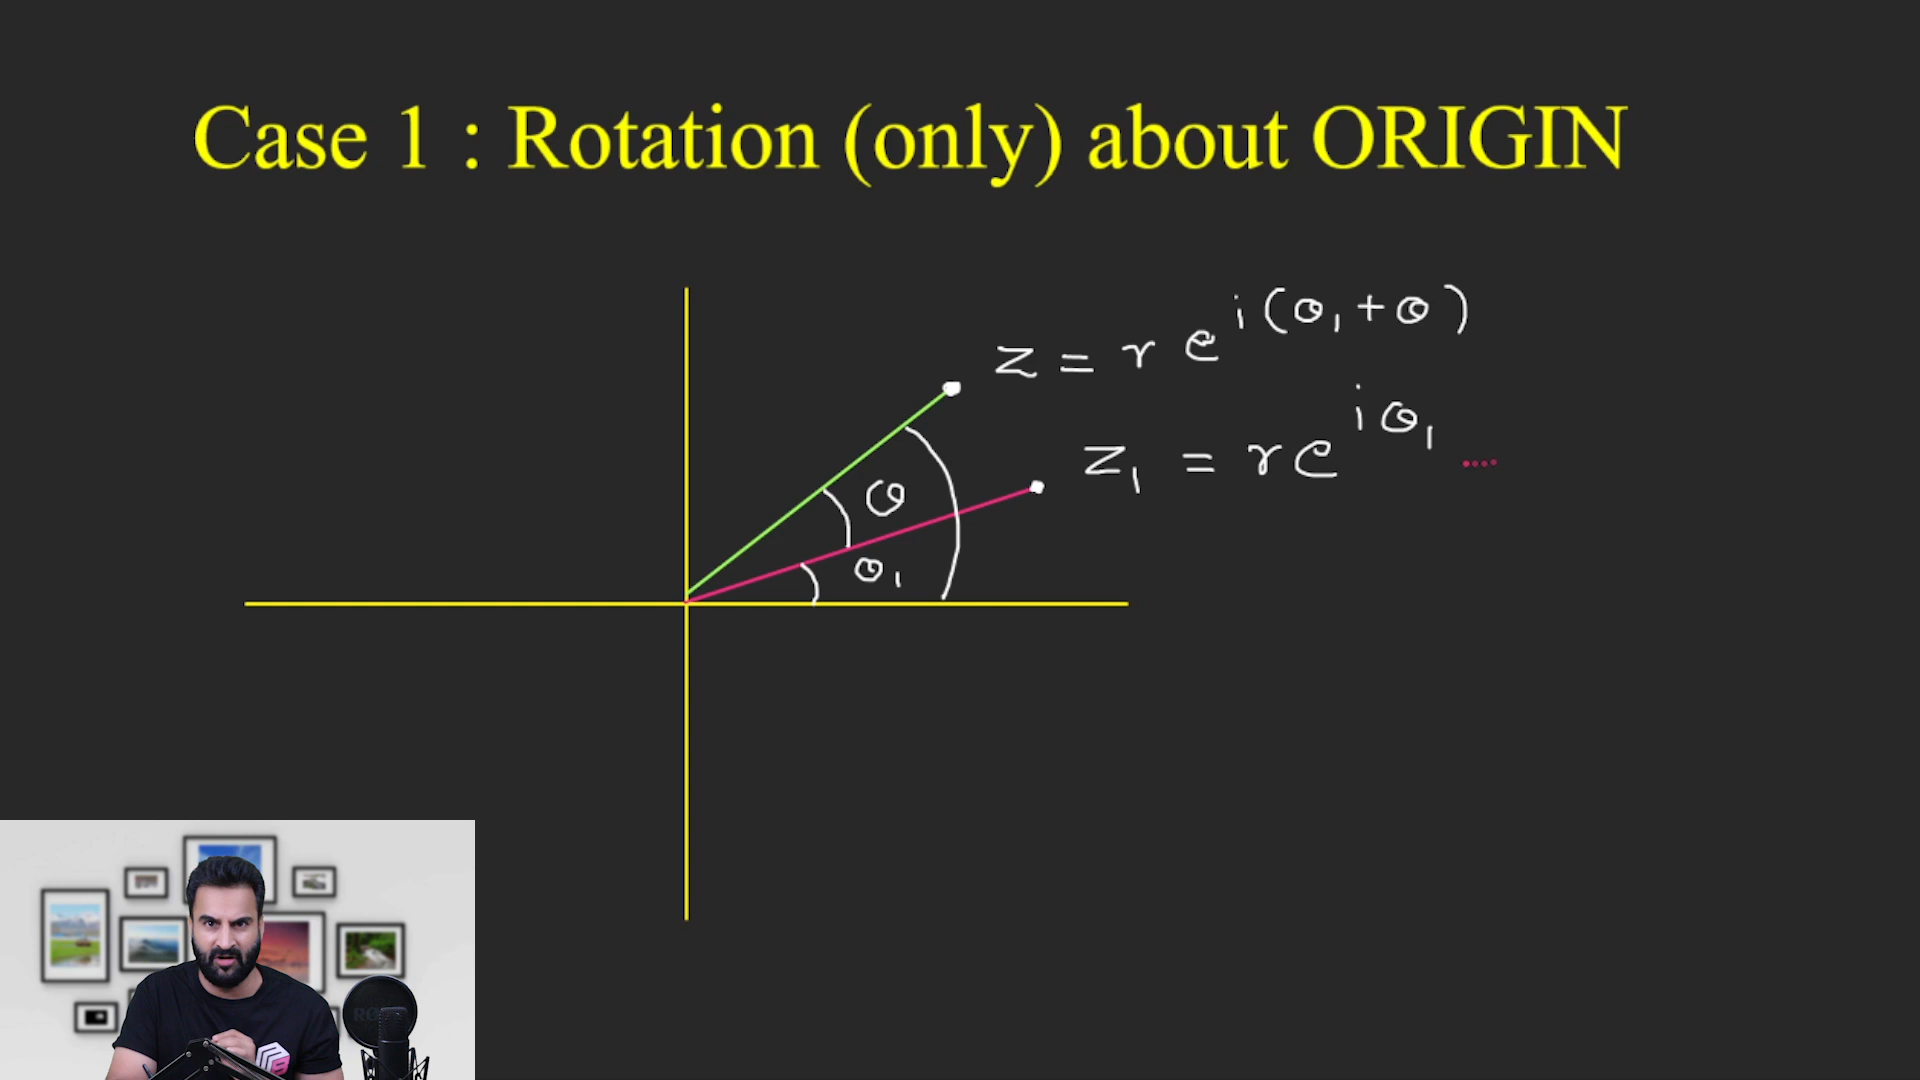 Case 1 : Rotation (only) about ORIGIN
z = r e^{i(θ₁ + θ)}
z₁ = r e^{iθ₁}
θ
θ₁